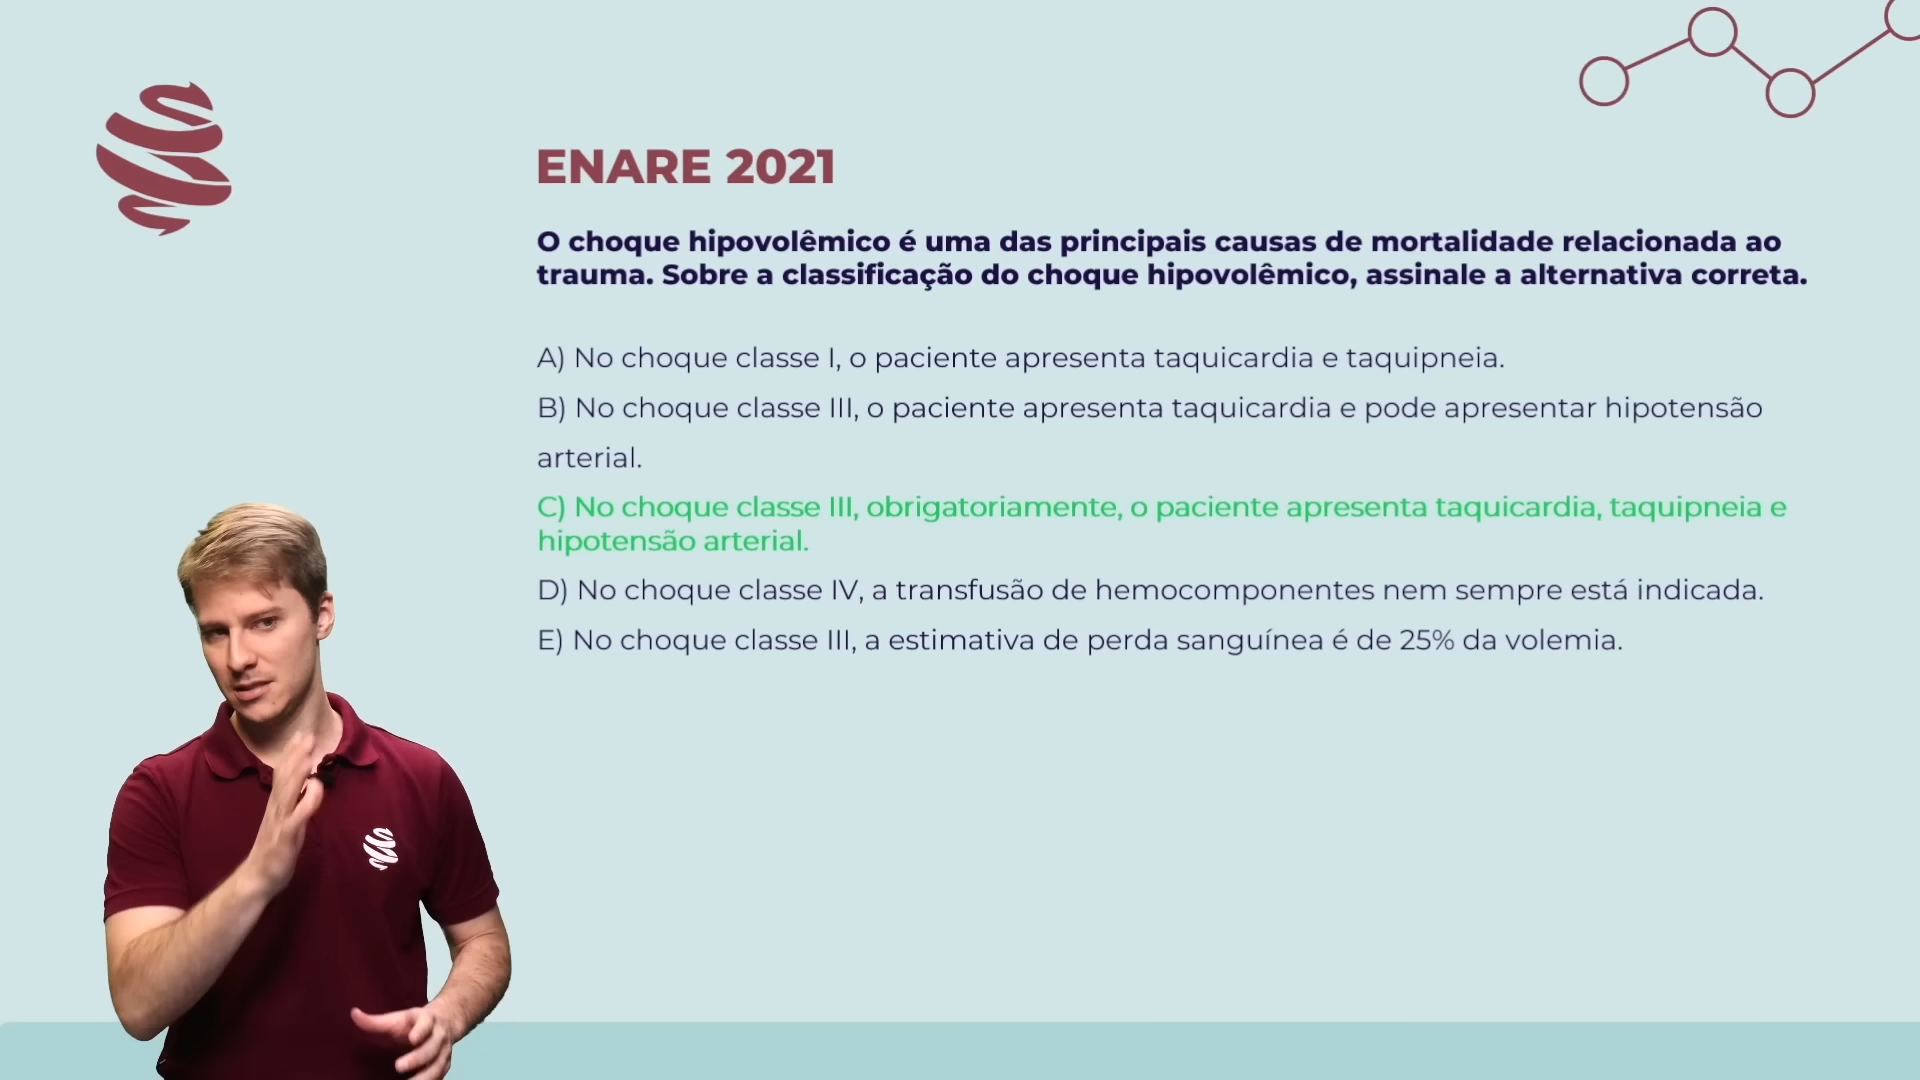 ENARE 2021
O choque hipovolêmico é uma das principais causas de mortalidade relacionada ao
trauma. Sobre a classificação do choque hipovolêmico, assinale a alternativa correta.
A) No choque classe I, o paciente apresenta taquicardia e taquipneia.
B) No choque classe III, o paciente apresenta taquicardia e pode apresentar hipotensão
arterial.
C) No choque classe III, obrigatoriamente, o paciente apresenta taquicardia, taquipneia e
hipotensão arterial.
D) No choque classe IV, a transfusão de hemocomponentes nem sempre está indicada.
E) No choque classe III, a estimativa de perda sanguínea é de 25% da volemia.